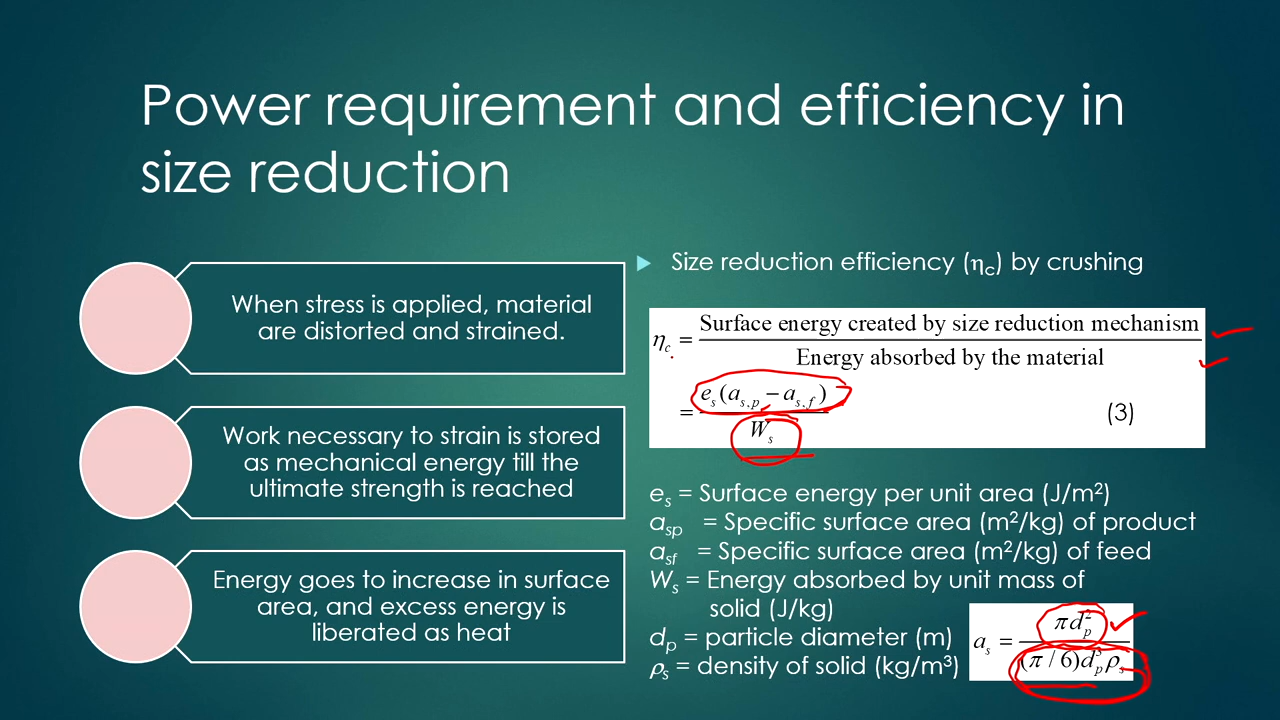 Power requirement and efficiency in
size reduction
When stress is applied, material
are distorted and strained.
Work necessary to strain is stored
as mechanical energy till the
ultimate strength is reached
Energy goes to increase in surface
area, and excess energy is
liberated as heat
Size reduction efficiency (ηc) by crushing
ηc = Surface energy created by size reduction mechanism / Energy absorbed by the material
= es(as,p − as,f) / Ws (3)
es = Surface energy per unit area (J/m²)
asp = Specific surface area (m²/kg) of product
asf = Specific surface area (m²/kg) of feed
Ws = Energy absorbed by unit mass of
solid (J/kg)
dp = particle diameter (m)
ρs = density of solid (kg/m³)
as = πdp² / (π / 6)dp³ρs